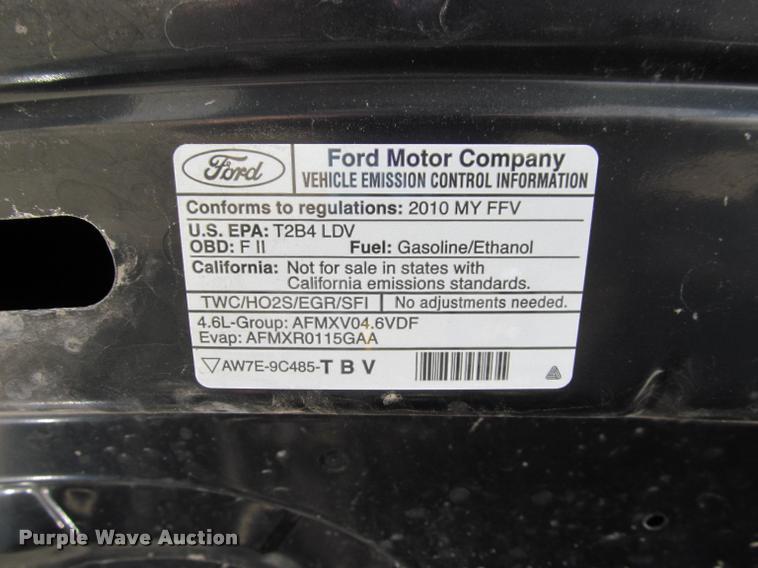 Ford
Ford Motor Company
VEHICLE EMISSION CONTROL INFORMATION
Conforms to regulations: 2010 MY FFV
U.S. EPA: T2B4 LDV
OBD: F II Fuel: Gasoline/Ethanol
California: Not for sale in states with
California emissions standards.
TWC/HO2S/EGR/SFI No adjustments needed.
4.6L-Group: AFMXV04.6VDF
Evap: AFMXR0115GAA
AW7E-9C485-T B V
Purple Wave Auction